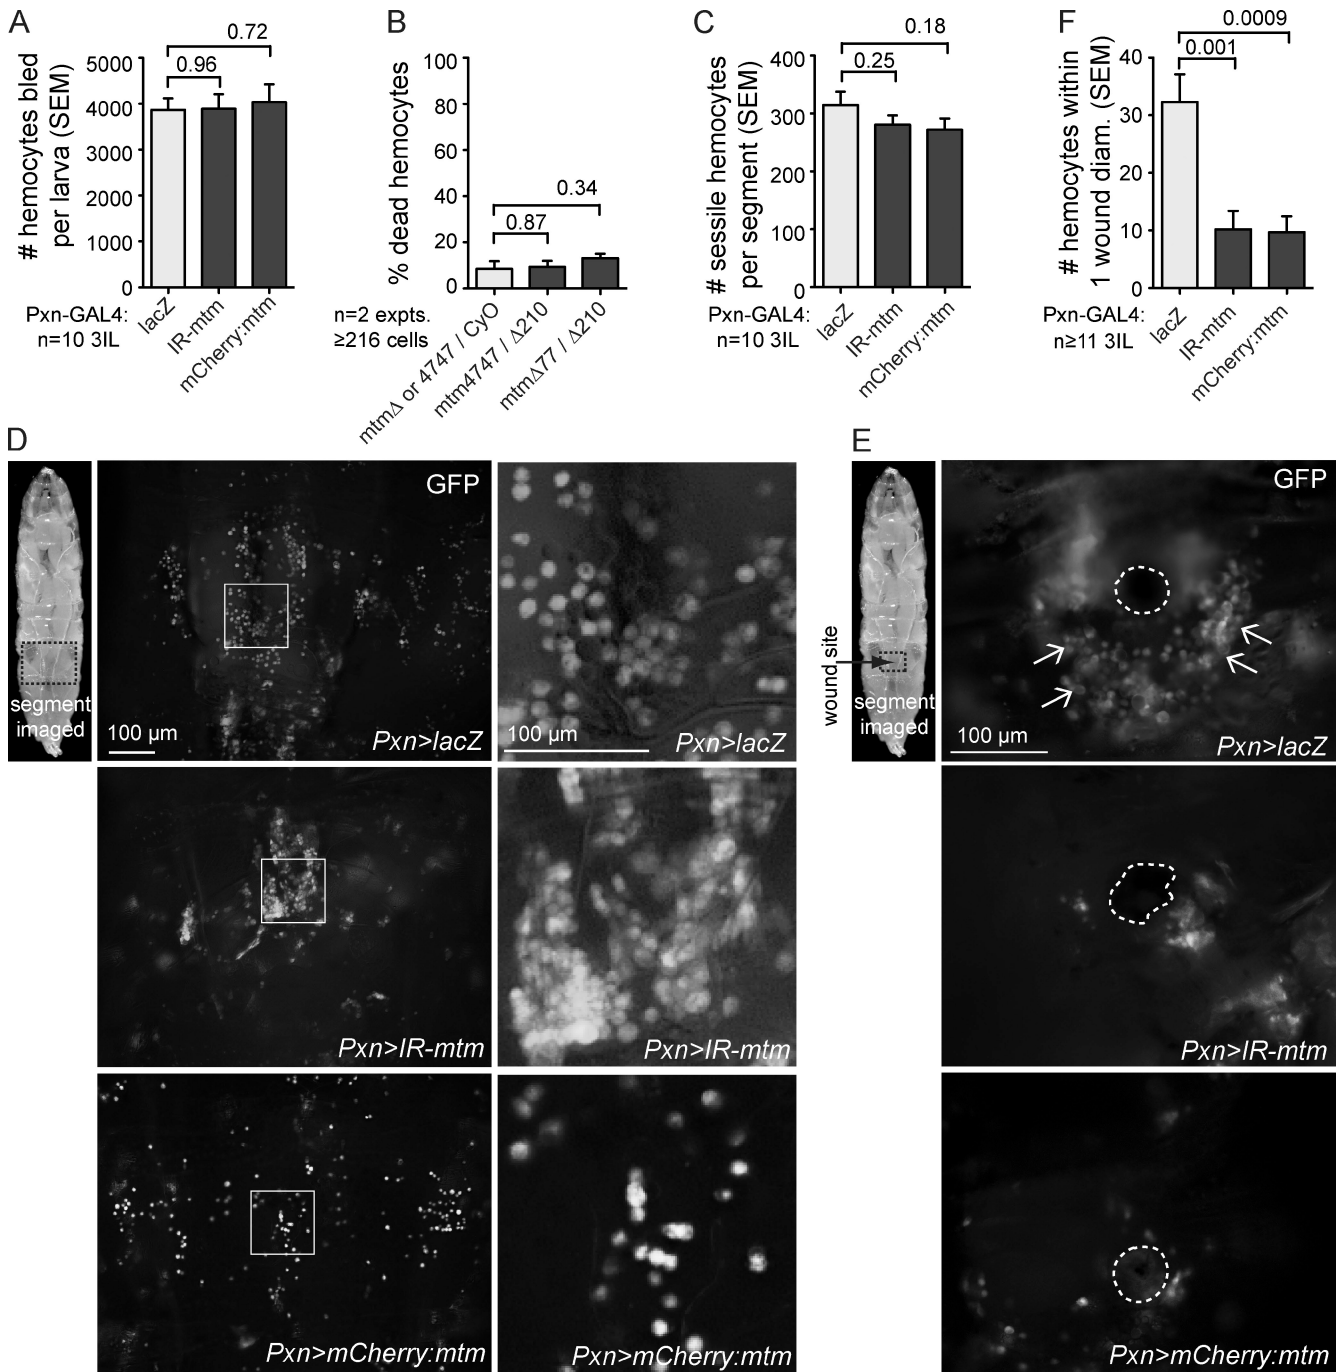 A
# hemocytes bled
per larva (SEM)
5000
4000
3000
2000
1000
0
0.72
0.96
Pxn-GAL4:
n=10 3IL
lacZ
IR-mtm
mCherry:mtm
B
% dead hemocytes
100
80
60
40
20
0
0.34
0.87
n=2 expts.
≥216 cells
mtmΔ or 4747 / CyO
mtm4747 / Δ210
mtmΔ77 / Δ210
C
# sessile hemocytes
per segment (SEM)
400
300
200
100
0
0.18
0.25
Pxn-GAL4:
n=10 3IL
lacZ
IR-mtm
mCherry:mtm
F
# hemocytes within
1 wound diam. (SEM)
40
30
20
10
0
0.0009
0.001
Pxn-GAL4:
n≥11 3IL
lacZ
IR-mtm
mCherry:mtm
D
segment
imaged
GFP
100 µm
Pxn>lacZ
100 µm
Pxn>lacZ
Pxn>IR-mtm
Pxn>IR-mtm
Pxn>mCherry:mtm
Pxn>mCherry:mtm
E
wound site
segment
imaged
GFP
100 µm
Pxn>lacZ
Pxn>IR-mtm
Pxn>mCherry:mtm